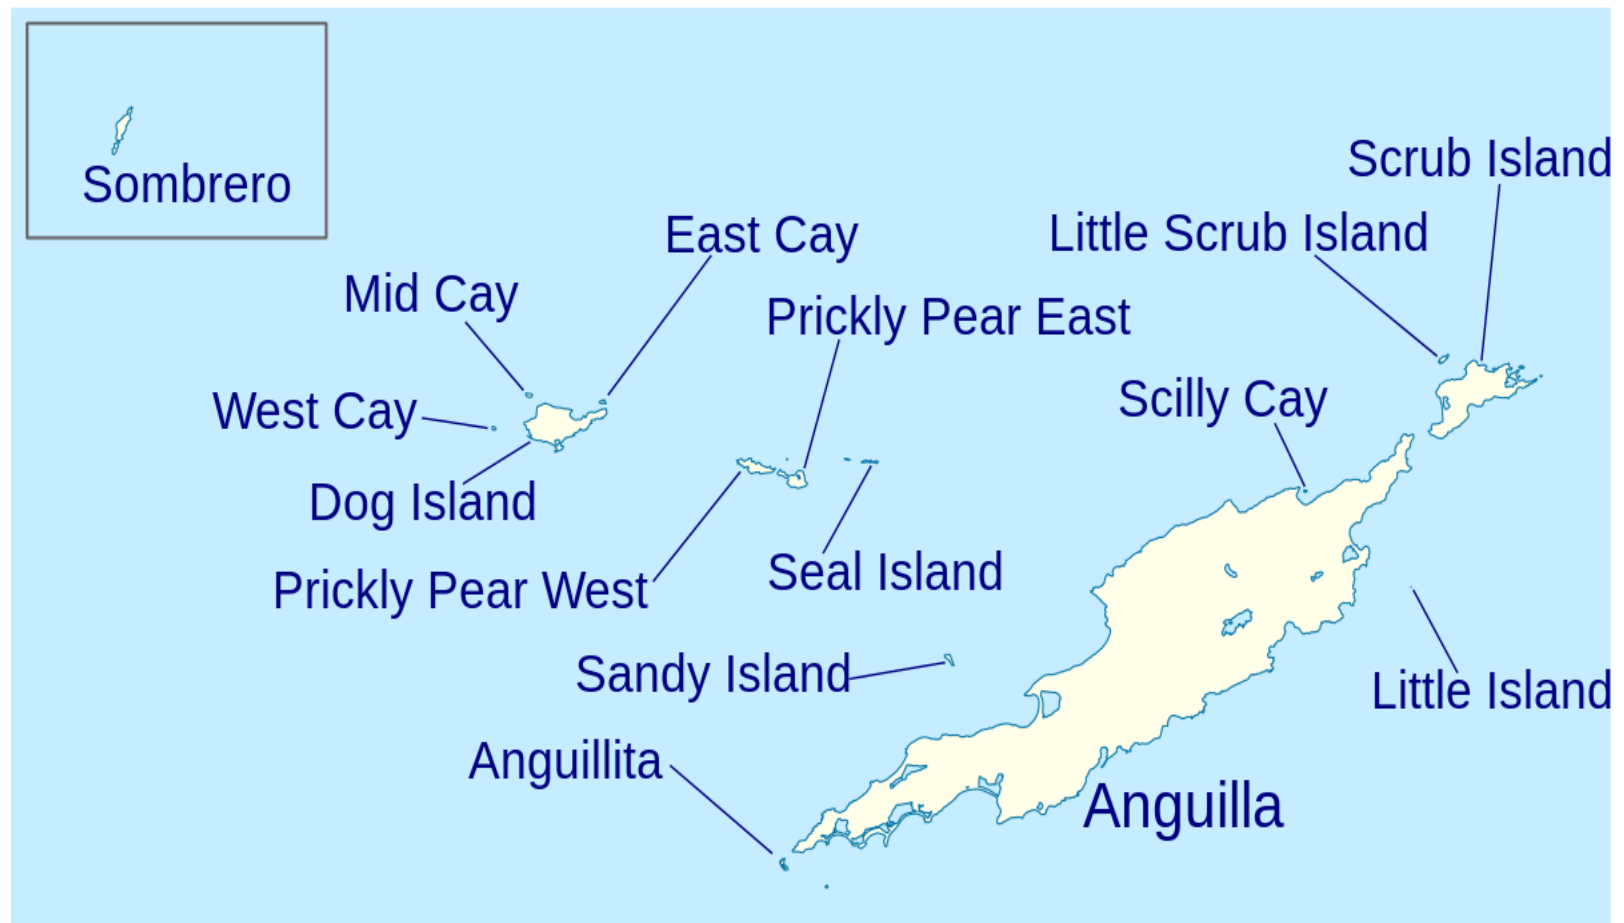 Scrub Island
Sombrero
Little Scrub Island
East Cay
Mid Cay
Prickly Pear East
Scilly Cay
West Cay
Dog Island
Seal Island
Prickly Pear West
Sandy Island
Little Island
Anguillita
Anguilla